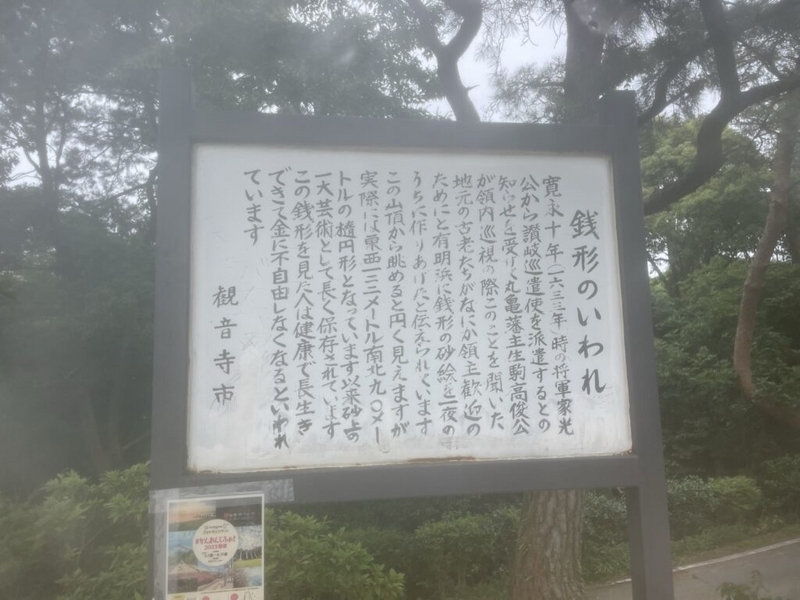 銭形のいわれ
寛永十年(一六三三年)時の将軍家光
公から讃岐巡遣使を派遣するとの
知らせを受けた丸亀藩主生駒高俊公
が領内巡視の際このことを聞いた
地元の古老たちがなにか領主歓迎の
ためにと有明浜に銭形の砂絵を一夜の
うちに作りあげたと伝えられています
この山頂から眺めると円く見えますが
実際には東西一二二メートル南北九〇メー
トルの楕円形となっています以来砂上の
一大芸術として長く保存されています
この銭形を見た人は健康で長生き
できて金に不自由しなくなるといわれ
ています
観音寺市